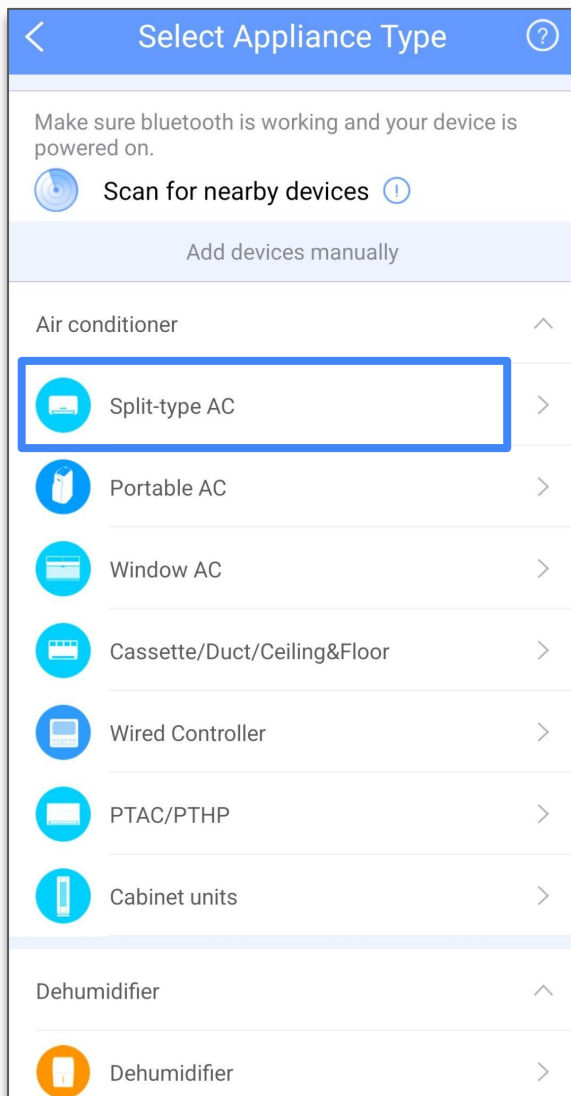 Select Appliance Type
Make sure bluetooth is working and your device is
powered on.
Scan for nearby devices
Add devices manually
Air conditioner
Split-type AC
Portable AC
Window AC
Cassette/Duct/Ceiling&Floor
Wired Controller
PTAC/PTHP
Cabinet units
Dehumidifier
Dehumidifier